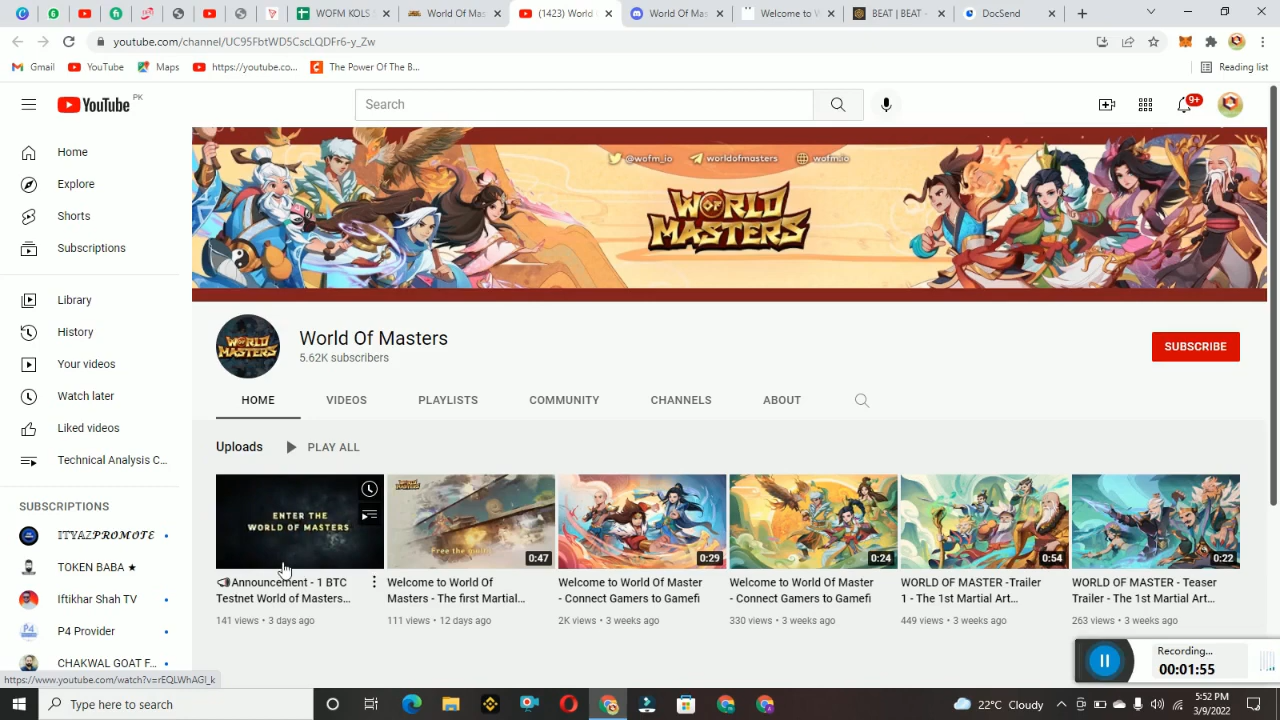 WOFM KOLS
World Of Mas
(1423) World
World Of Mas
Welcome to W
BEAT | BEAT -
DocSend
youtube.com/channel/UC95FbtWD5CscLQDFr6-y_Zw
Gmail
YouTube
Maps
https://youtube.co...
The Power Of The B...
Reading list
YouTube PK
Search
9+
Home
Explore
Shorts
Subscriptions
Library
History
Your videos
Watch later
Liked videos
Technical Analysis C...
SUBSCRIPTIONS
ITYAZPROMOTE
TOKEN BABA ★
Iftikhar Shah TV
P4 Provider
CHAKWAL GOAT F...
@wofm_io
worldofmasters
wofm.io
WORLD OF MASTERS
WORLD OF MASTERS
World Of Masters
5.62K subscribers
SUBSCRIBE
HOME
VIDEOS
PLAYLISTS
COMMUNITY
CHANNELS
ABOUT
Uploads
PLAY ALL
ENTER THE
WORLD OF MASTERS
0:47
0:29
0:24
0:54
0:22
Announcement - 1 BTC
Testnet World of Masters...
141 views • 3 days ago
Welcome to World Of
Masters - The first Martial...
111 views • 12 days ago
Welcome to World Of Master
- Connect Gamers to Gamefi
2K views • 3 weeks ago
Welcome to World Of Master
- Connect Gamers to Gamefi
330 views • 3 weeks ago
WORLD OF MASTER -Trailer
1 - The 1st Martial Art...
449 views • 3 weeks ago
WORLD OF MASTER - Teaser
Trailer - The 1st Martial Art...
263 views • 3 weeks ago
Recording...
00:01:55
https://www.youtube.com/watch?v=rEQLWhAGl_k
Type here to search
22°C Cloudy
5:52 PM
3/9/2022